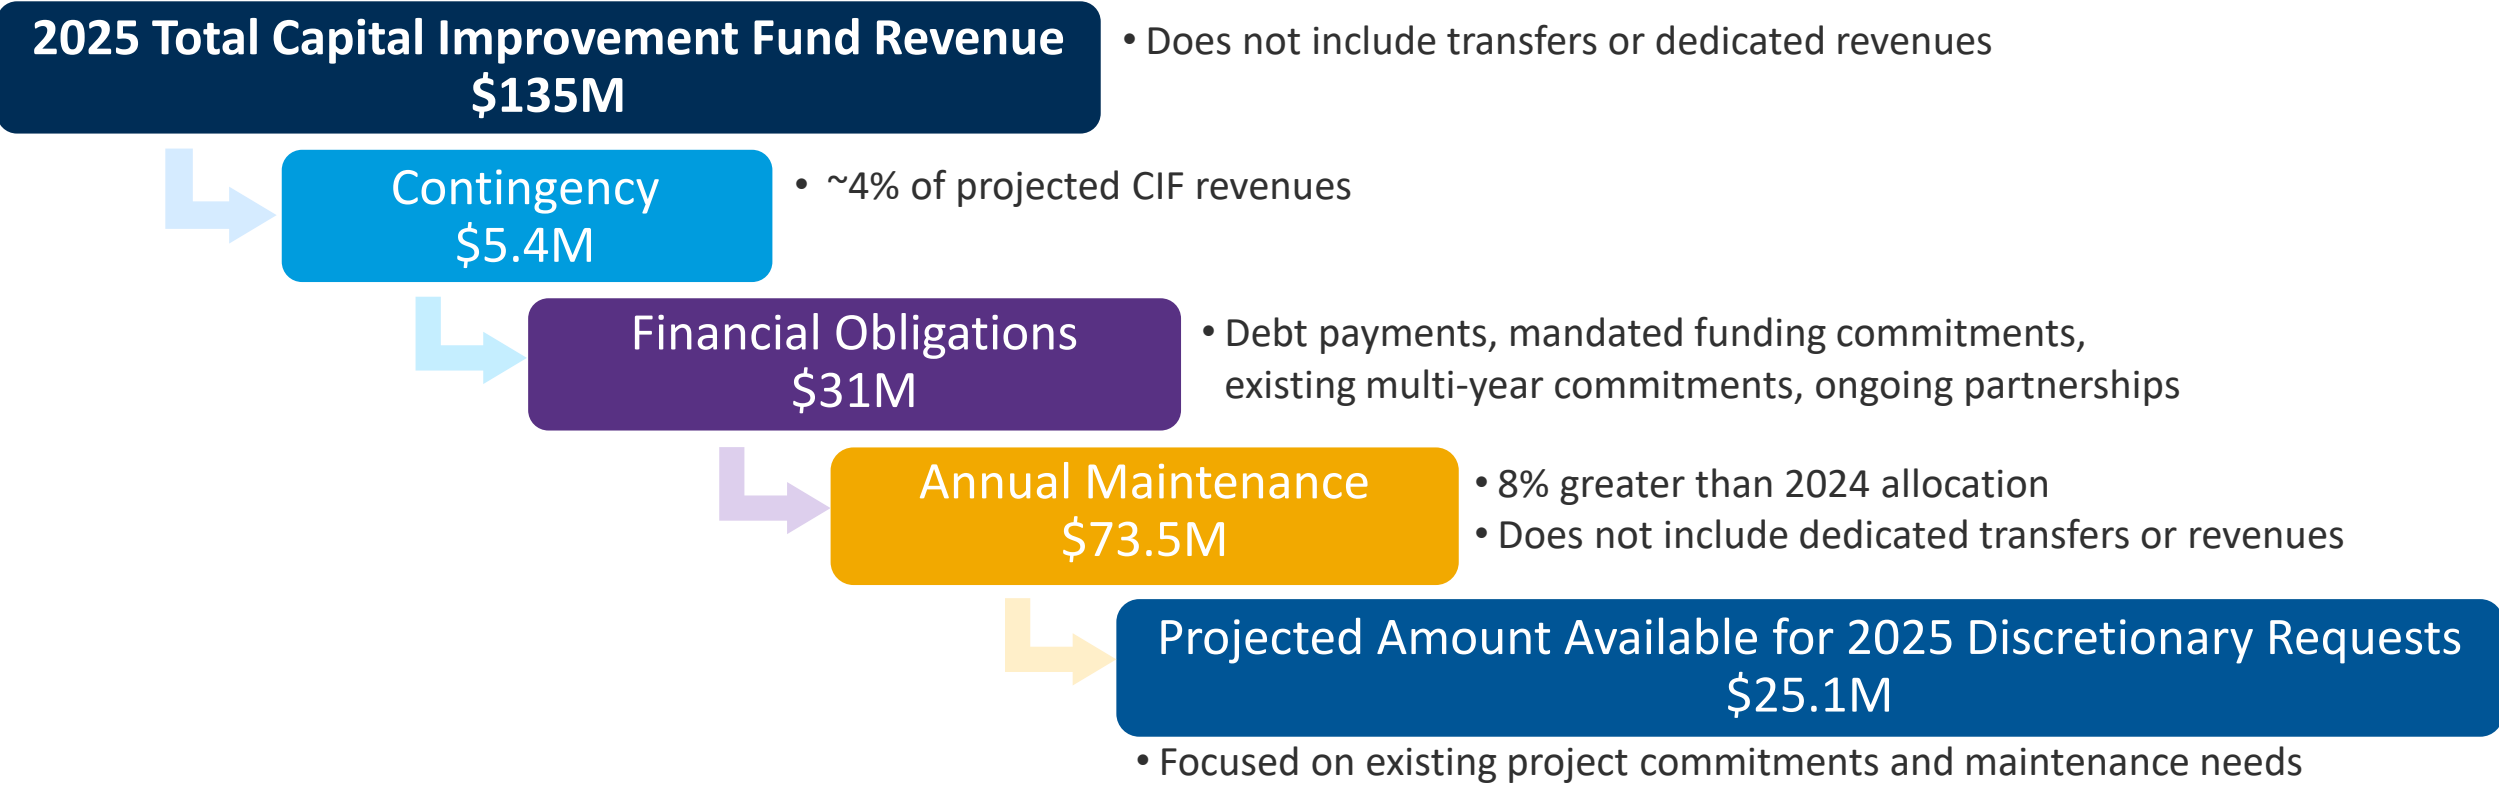 2025 Total Capital Improvement Fund Revenue
$135M
• Does not include transfers or dedicated revenues
Contingency
$5.4M
• ~4% of projected CIF revenues
Financial Obligations
$31M
• Debt payments, mandated funding commitments,
existing multi-year commitments, ongoing partnerships
Annual Maintenance
$73.5M
• 8% greater than 2024 allocation
• Does not include dedicated transfers or revenues
Projected Amount Available for 2025 Discretionary Requests
$25.1M
• Focused on existing project commitments and maintenance needs